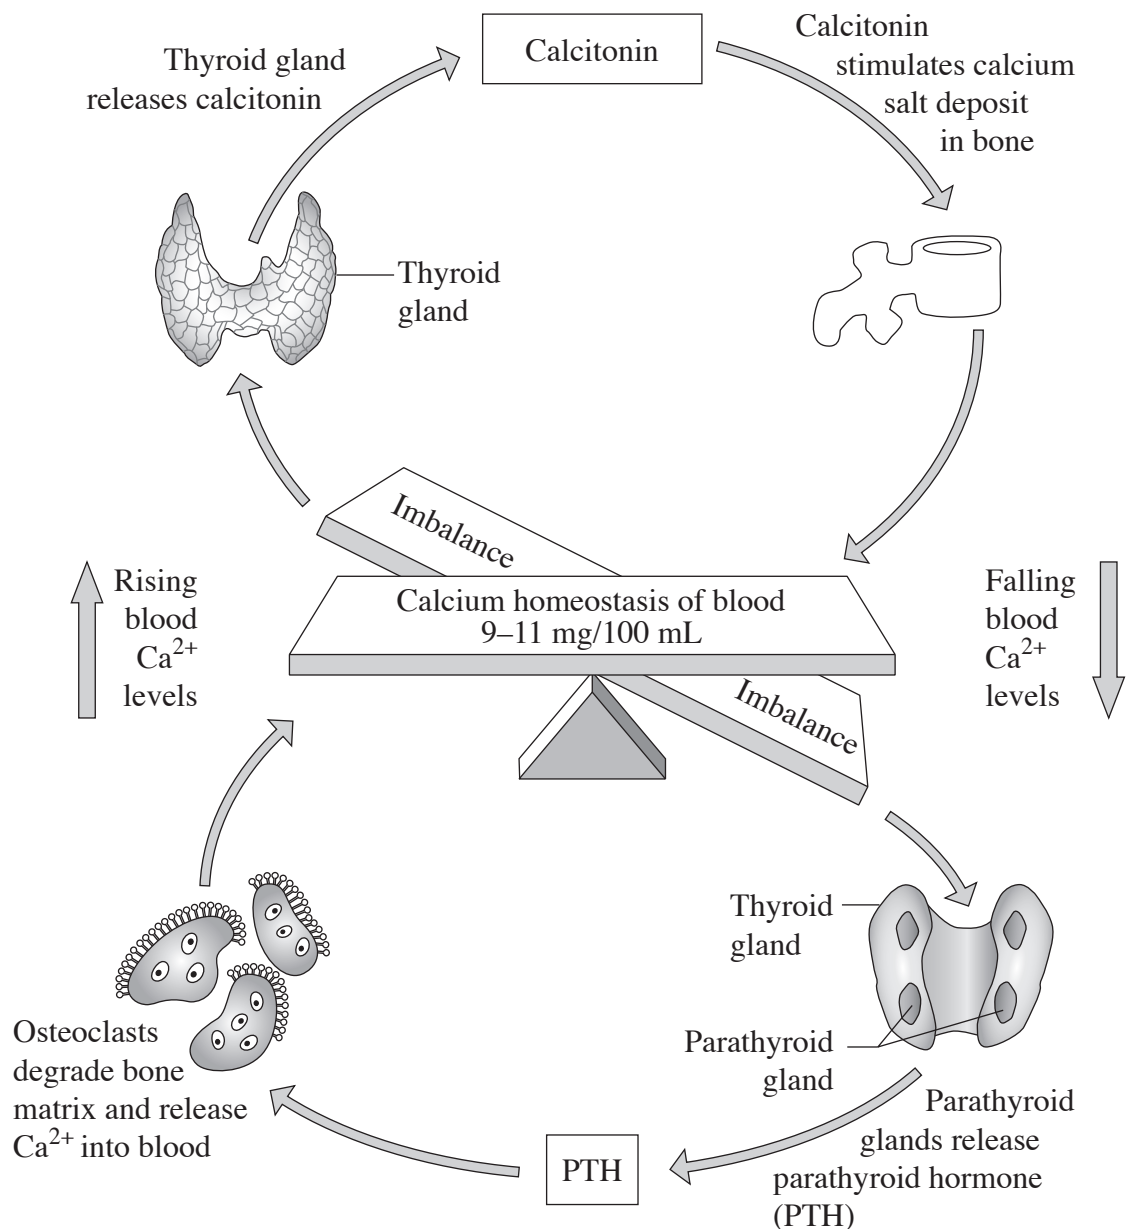 Thyroid gland
releases calcitonin
Calcitonin
Calcitonin
stimulates calcium
salt deposit
in bone
Thyroid
gland
Imbalance
Rising
blood
Ca²⁺
levels
Calcium homeostasis of blood
9–11 mg/100 mL
Falling
blood
Ca²⁺
levels
Imbalance
Thyroid
gland
Parathyroid
gland
Osteoclasts
degrade bone
matrix and release
Ca²⁺ into blood
PTH
Parathyroid
glands release
parathyroid hormone
(PTH)